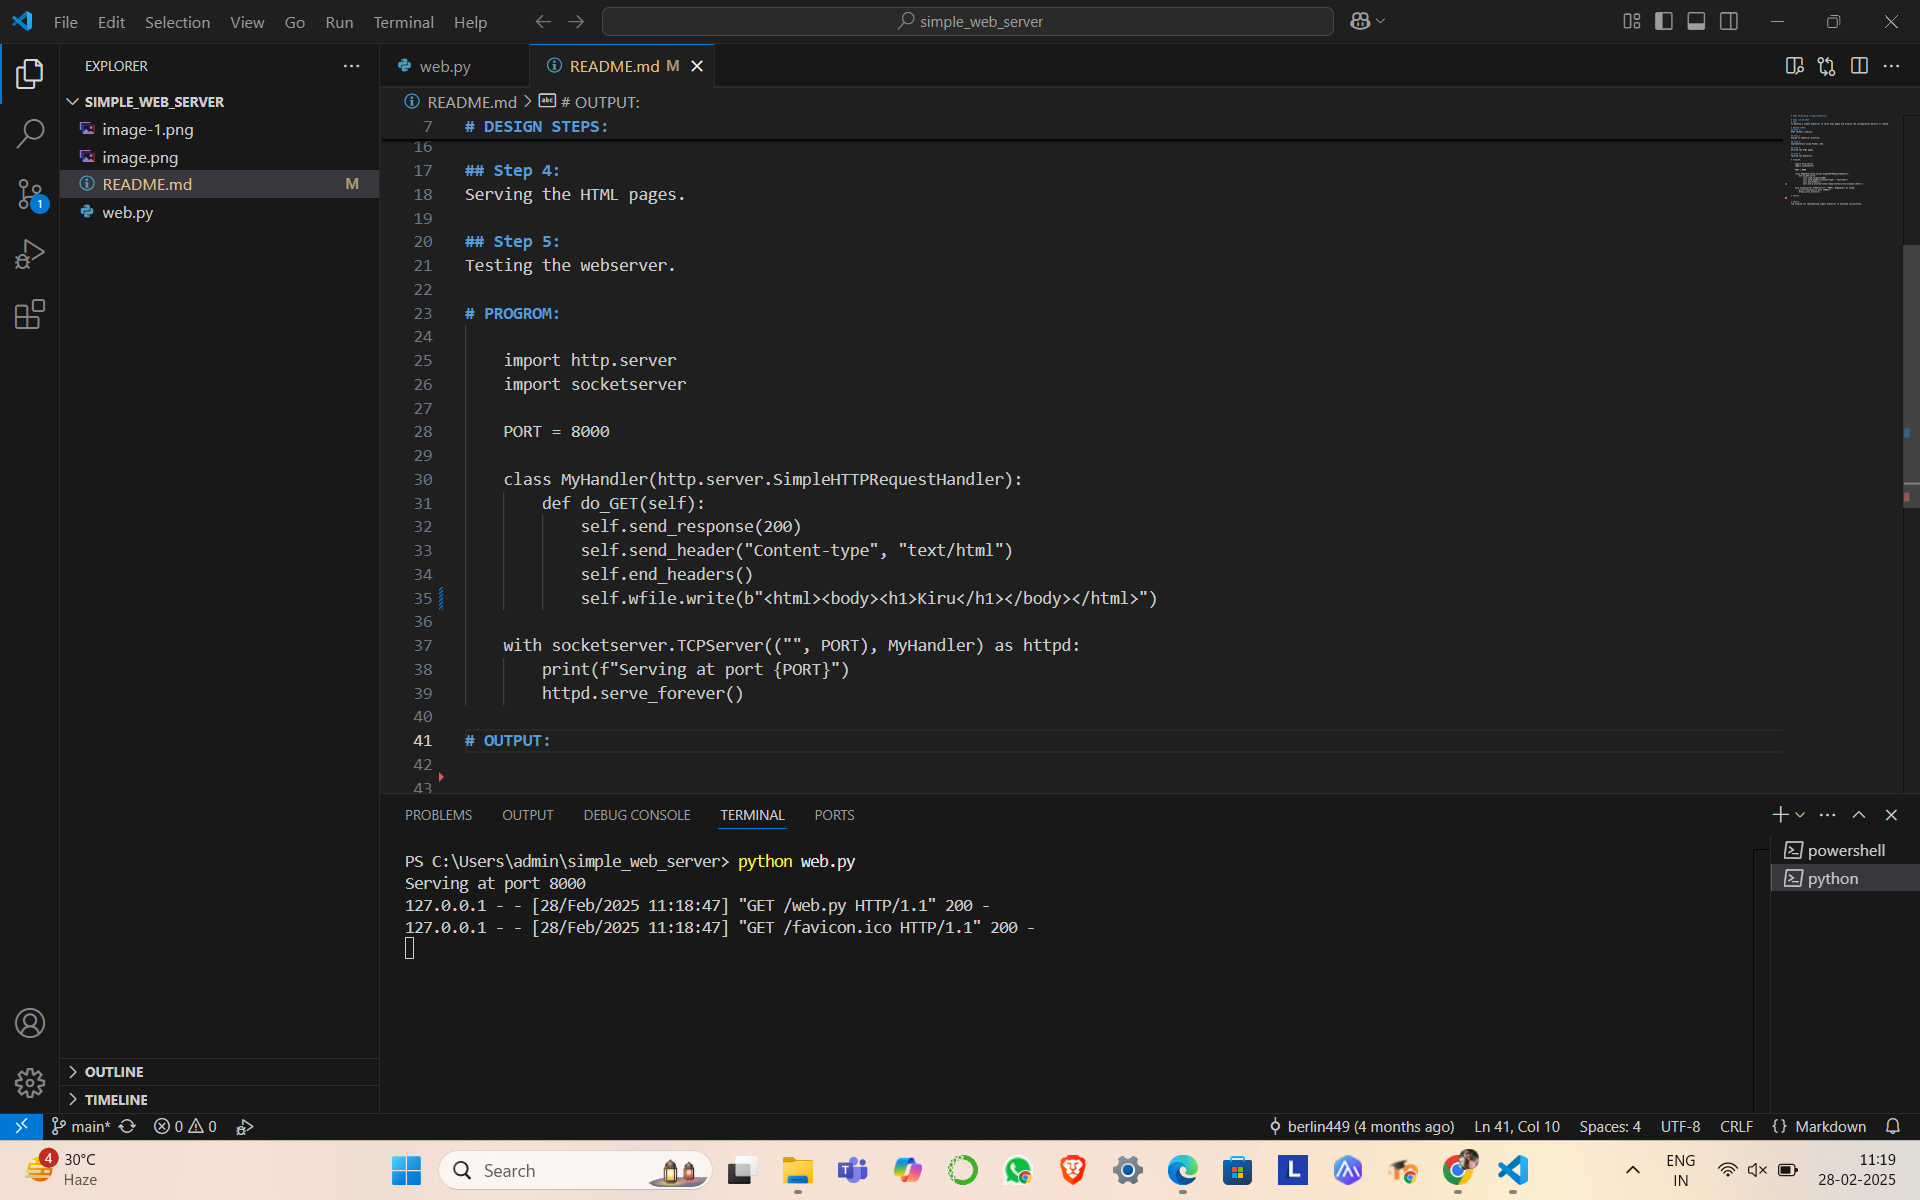 File Edit Selection View Go Run Terminal Help
simple_web_server
EXPLORER
SIMPLE_WEB_SERVER
image-1.png
image.png
README.md M
web.py
1
web.py
README.md M
README.md > # OUTPUT:
7 # DESIGN STEPS:
16
17 ## Step 4:
18 Serving the HTML pages.
19
20 ## Step 5:
21 Testing the webserver.
22
23 # PROGROM:
24
25 import http.server
26 import socketserver
27
28 PORT = 8000
29
30 class MyHandler(http.server.SimpleHTTPRequestHandler):
31 def do_GET(self):
32 self.send_response(200)
33 self.send_header("Content-type", "text/html")
34 self.end_headers()
35 self.wfile.write(b"<html><body><h1>Kiru</h1></body></html>")
36
37 with socketserver.TCPServer(("", PORT), MyHandler) as httpd:
38 print(f"Serving at port {PORT}")
39 httpd.serve_forever()
40
41 # OUTPUT:
42
43
PROBLEMS OUTPUT DEBUG CONSOLE TERMINAL PORTS
PS C:\Users\admin\simple_web_server> python web.py
Serving at port 8000
127.0.0.1 - - [28/Feb/2025 11:18:47] "GET /web.py HTTP/1.1" 200 -
127.0.0.1 - - [28/Feb/2025 11:18:47] "GET /favicon.ico HTTP/1.1" 200 -
powershell
python
OUTLINE
TIMELINE
main* 0 0
berlin449 (4 months ago) Ln 41, Col 10 Spaces: 4 UTF-8 CRLF {} Markdown
4
30°C
Haze
Search
L
ENG
IN
11:19
28-02-2025